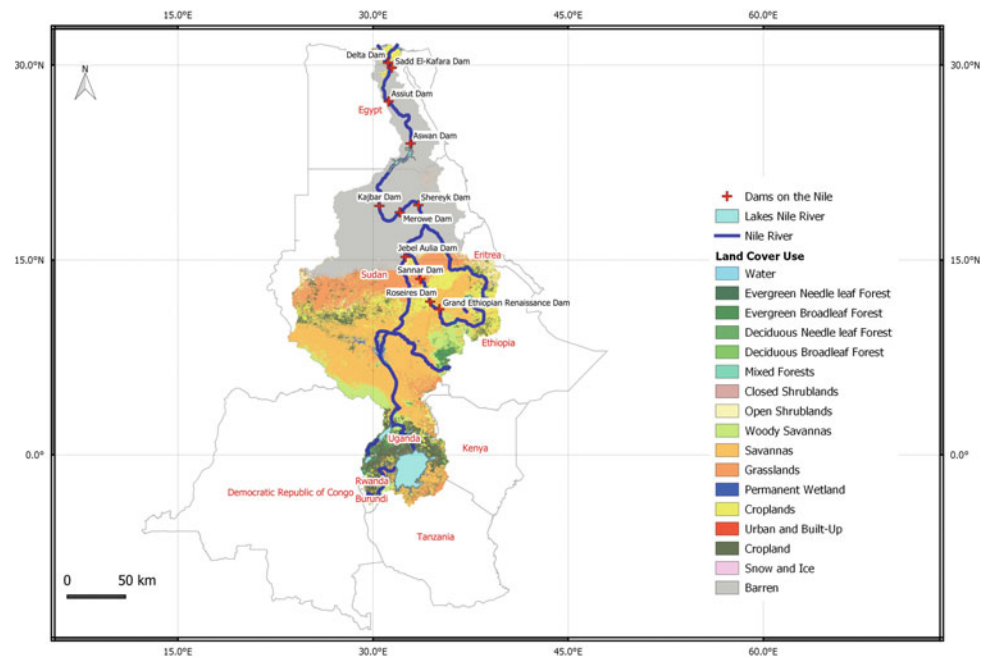 15.0°E
30.0°E
45.0°E
60.0°E
30.0°N
30.0°N
N
Delta Dam
Sadd El-Kafara Dam
Assiut Dam
Egypt
Aswan Dam
Kajbar Dam
Shereyk Dam
Merowe Dam
Jebel Aulia Dam
15.0°N
15.0°N
Eritrea
Sudan
Sannar Dam
Roseires Dam
Grand Ethiopian Renaissance Dam
Ethiopia
Uganda
Kenya
0.0°
0.0°
Rwanda
Democratic Republic of Congo
Burundi
Tanzania
Dams on the Nile
Lakes Nile River
Nile River
Land Cover Use
Water
Evergreen Needle leaf Forest
Evergreen Broadleaf Forest
Deciduous Needle leaf Forest
Deciduous Broadleaf Forest
Mixed Forests
Closed Shrublands
Open Shrublands
Woody Savannas
Savannas
Grasslands
Permanent Wetland
Croplands
Urban and Built-Up
Cropland
Snow and Ice
Barren
0 50 km
15.0°E
30.0°E
45.0°E
60.0°E